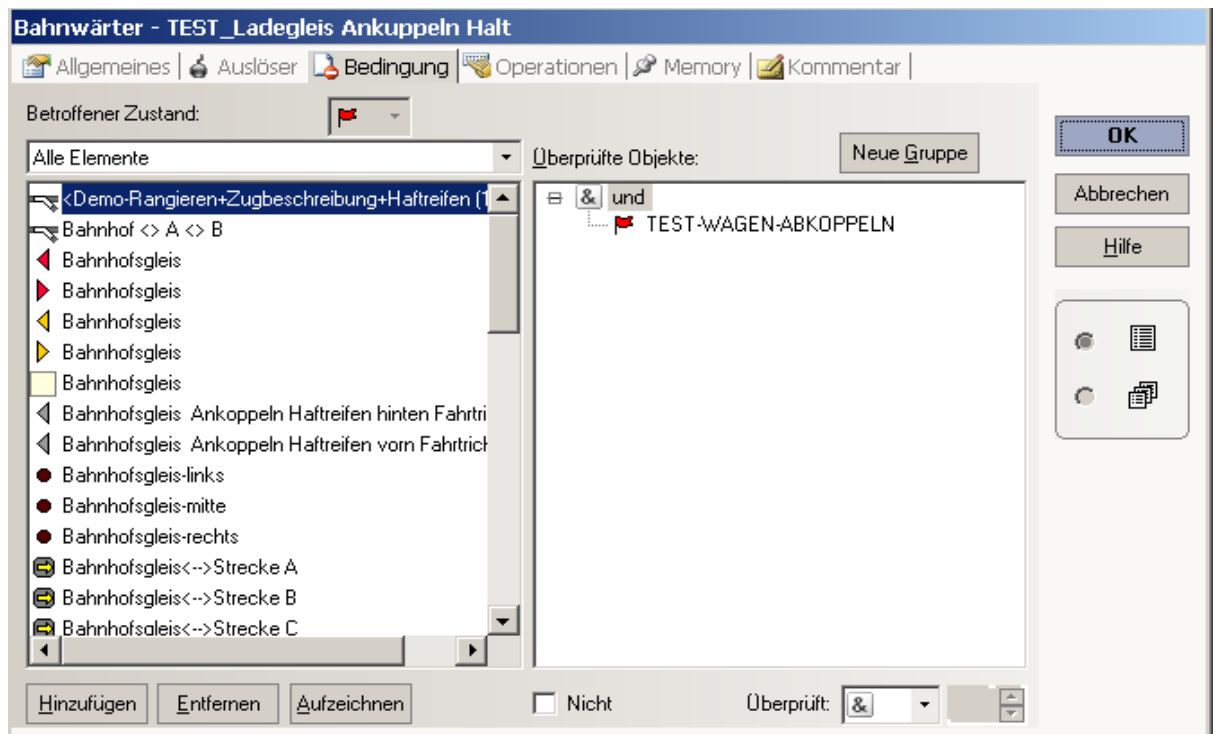 Bahnwärter - TEST_Ladegleis Ankuppeln Halt
Allgemeines Auslöser Bedingung Operationen Memory Kommentar
Betroffener Zustand:
Alle Elemente
Überprüfte Objekte:
Neue Gruppe
OK
Abbrechen
Hilfe
<Demo-Rangieren+Zugbeschreibung+Haftreifen (1
Bahnhof <> A <> B
Bahnhofsgleis
Bahnhofsgleis
Bahnhofsgleis
Bahnhofsgleis
Bahnhofsgleis
Bahnhofsgleis Ankoppeln Haftreifen hinten Fahrtri
Bahnhofsgleis Ankoppeln Haftreifen vorn Fahrtrich
Bahnhofsgleis-links
Bahnhofsgleis-mitte
Bahnhofsgleis-rechts
Bahnhofsgleis<-->Strecke A
Bahnhofsgleis<-->Strecke B
Bahnhofsgleis<-->Strecke C
& und
TEST-WAGEN-ABKOPPELN
Hinzufügen Entfernen Aufzeichnen
Nicht
Überprüft: &